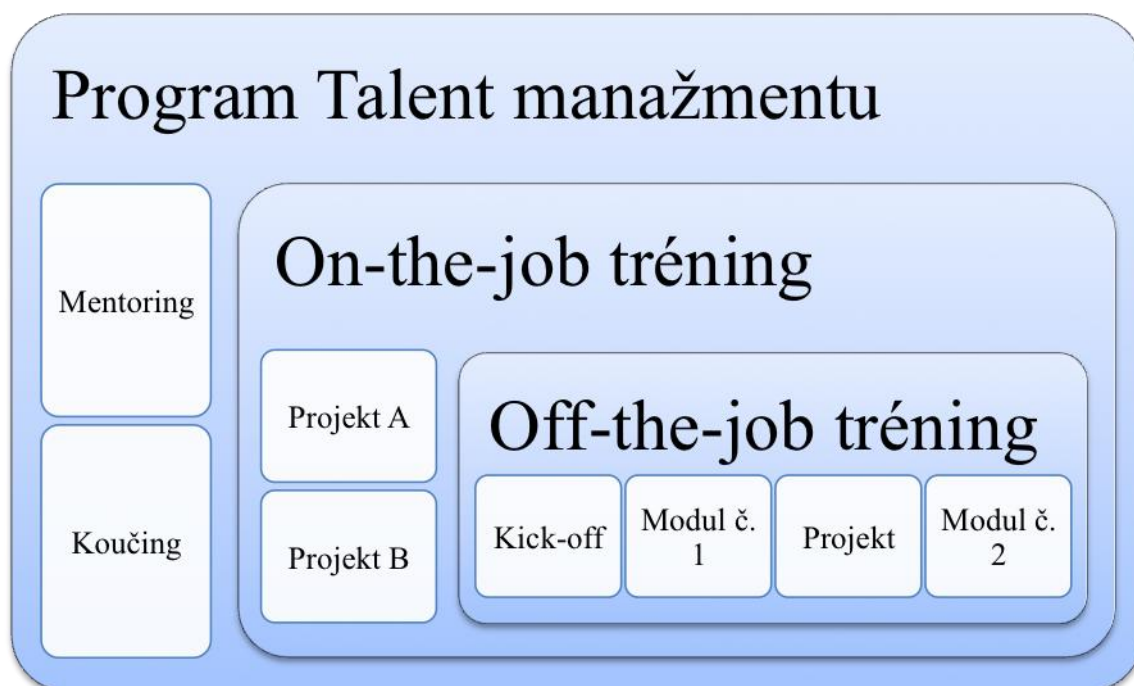 Program Talent manažmentu
Mentoring
Koučing
On-the-job tréning
Projekt A
Projekt B
Off-the-job tréning
Kick-off
Modul č.
1
Projekt
Modul č.
2